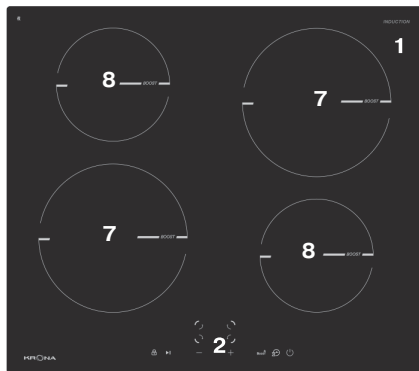 INDUCTION
1
8 BOOST
7 BOOST
7 BOOST
8 BOOST
2
− +
KRONA